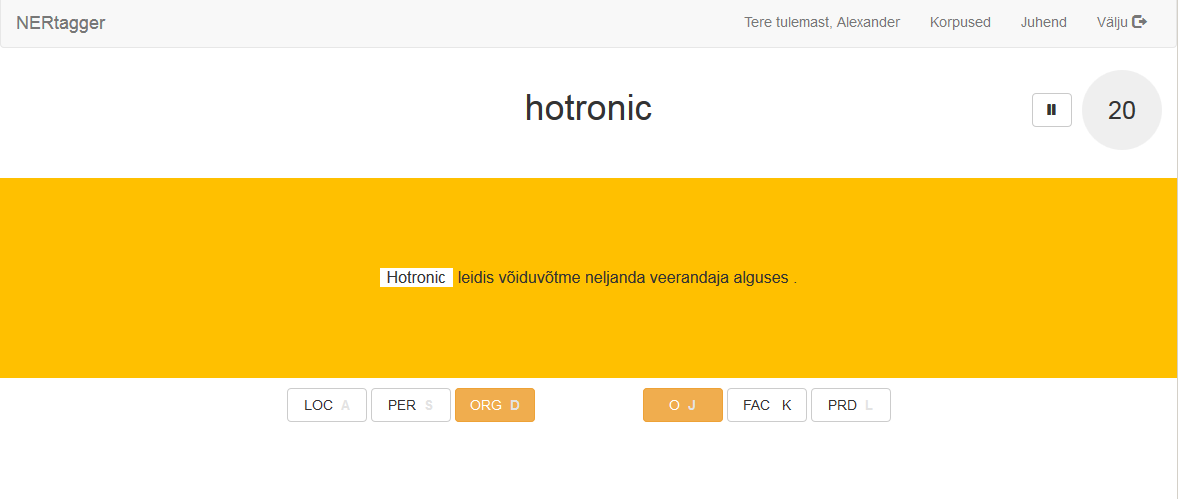 NERtagger Tere tulemast, Alexander Korpused Juhend Välju
hotronic
20
Hotronic leidis võiduvõtme neljanda veerandaja alguses .
LOC A PER S ORG D O J FAC K PRD L